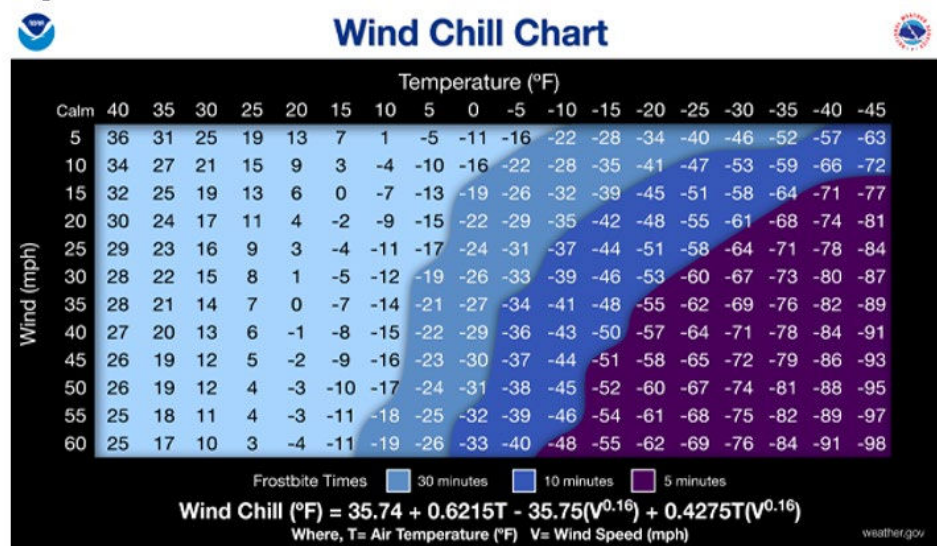 Wind Chill Chart
Temperature (°F)
Calm 40 35 30 25 20 15 10 5 0 -5 -10 -15 -20 -25 -30 -35 -40 -45
Wind (mph)
5 36 31 25 19 13 7 1 -5 -11 -16 -22 -28 -34 -40 -46 -52 -57 -63
10 34 27 21 15 9 3 -4 -10 -16 -22 -28 -35 -41 -47 -53 -59 -66 -72
15 32 25 19 13 6 0 -7 -13 -19 -26 -32 -39 -45 -51 -58 -64 -71 -77
20 30 24 17 11 4 -2 -9 -15 -22 -29 -35 -42 -48 -55 -61 -68 -74 -81
25 29 23 16 9 3 -4 -11 -17 -24 -31 -37 -44 -51 -58 -64 -71 -78 -84
30 28 22 15 8 1 -5 -12 -19 -26 -33 -39 -46 -53 -60 -67 -73 -80 -87
35 28 21 14 7 0 -7 -14 -21 -27 -34 -41 -48 -55 -62 -69 -76 -82 -89
40 27 20 13 6 -1 -8 -15 -22 -29 -36 -43 -50 -57 -64 -71 -78 -84 -91
45 26 19 12 5 -2 -9 -16 -23 -30 -37 -44 -51 -58 -65 -72 -79 -86 -93
50 26 19 12 4 -3 -10 -17 -24 -31 -38 -45 -52 -60 -67 -74 -81 -88 -95
55 25 18 11 4 -3 -11 -18 -25 -32 -39 -46 -54 -61 -68 -75 -82 -89 -97
60 25 17 10 3 -4 -11 -19 -26 -33 -40 -48 -55 -62 -69 -76 -84 -91 -98
Frostbite Times 30 minutes 10 minutes 5 minutes
Wind Chill (°F) = 35.74 + 0.6215T - 35.75(V^0.16) + 0.4275T(V^0.16)
Where, T= Air Temperature (°F) V= Wind Speed (mph)
weather.gov